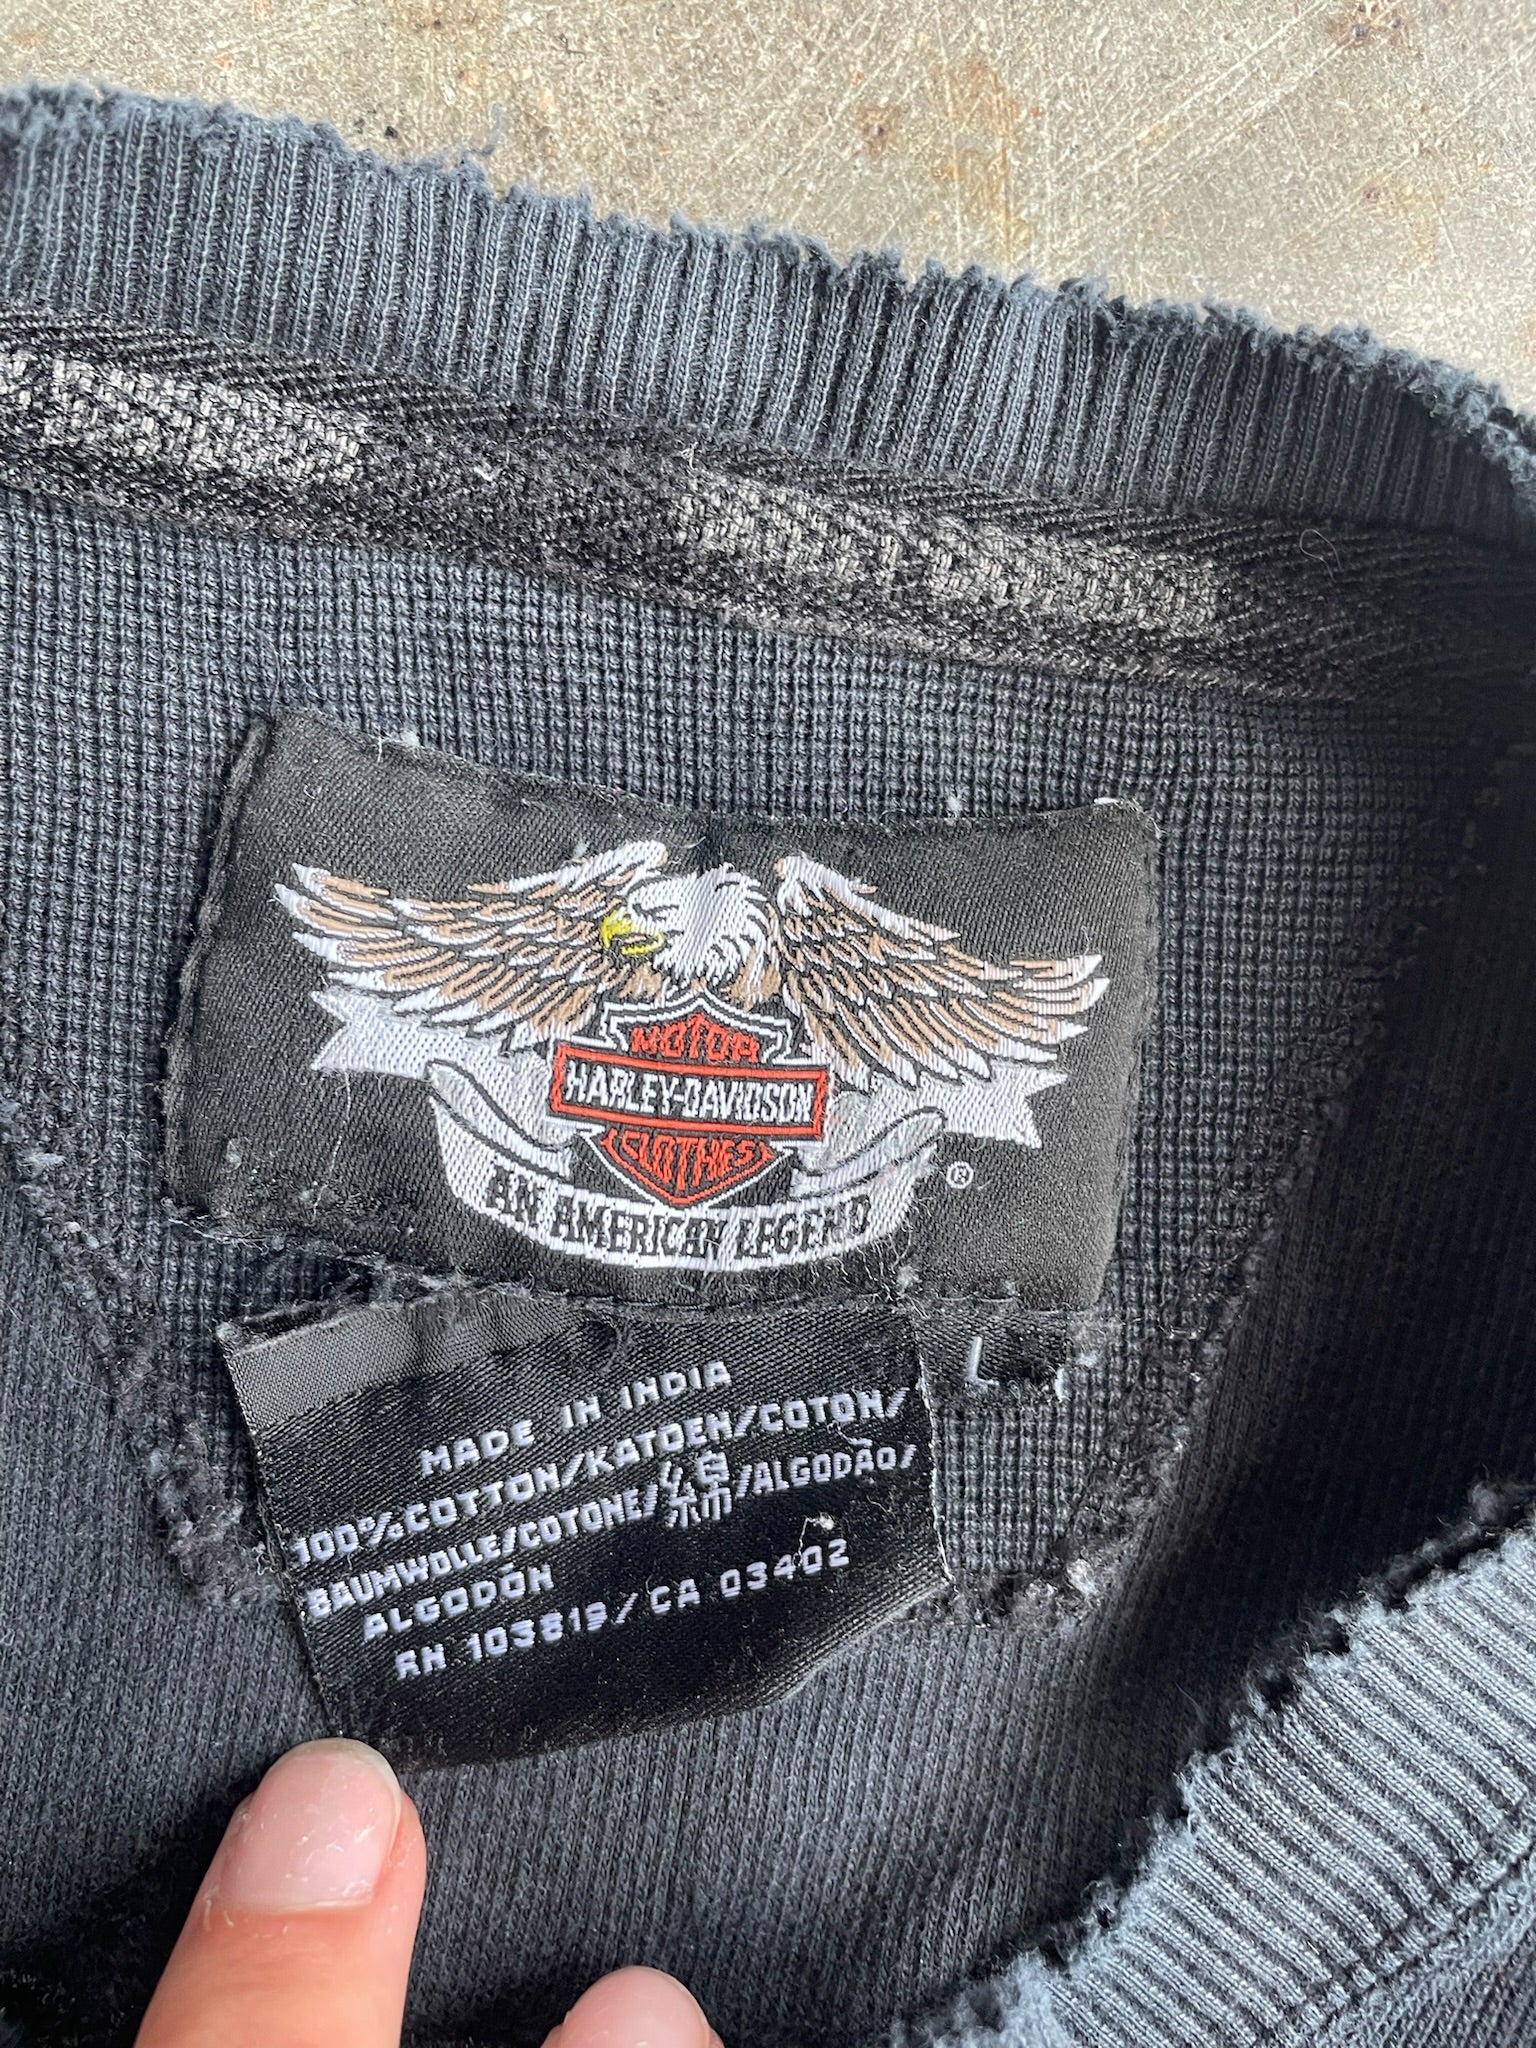 MOTOR
HARLEY-DAVIDSON
CLOTHES
AN AMERICAN LEGEND
®
L
MADE IN INDIA
100% COTTON/KATOEN/COTON/
BAUMWOLLE/COTONE/綿/ALGODÃO/
ALGODÓN
RN 103819/CA 03402